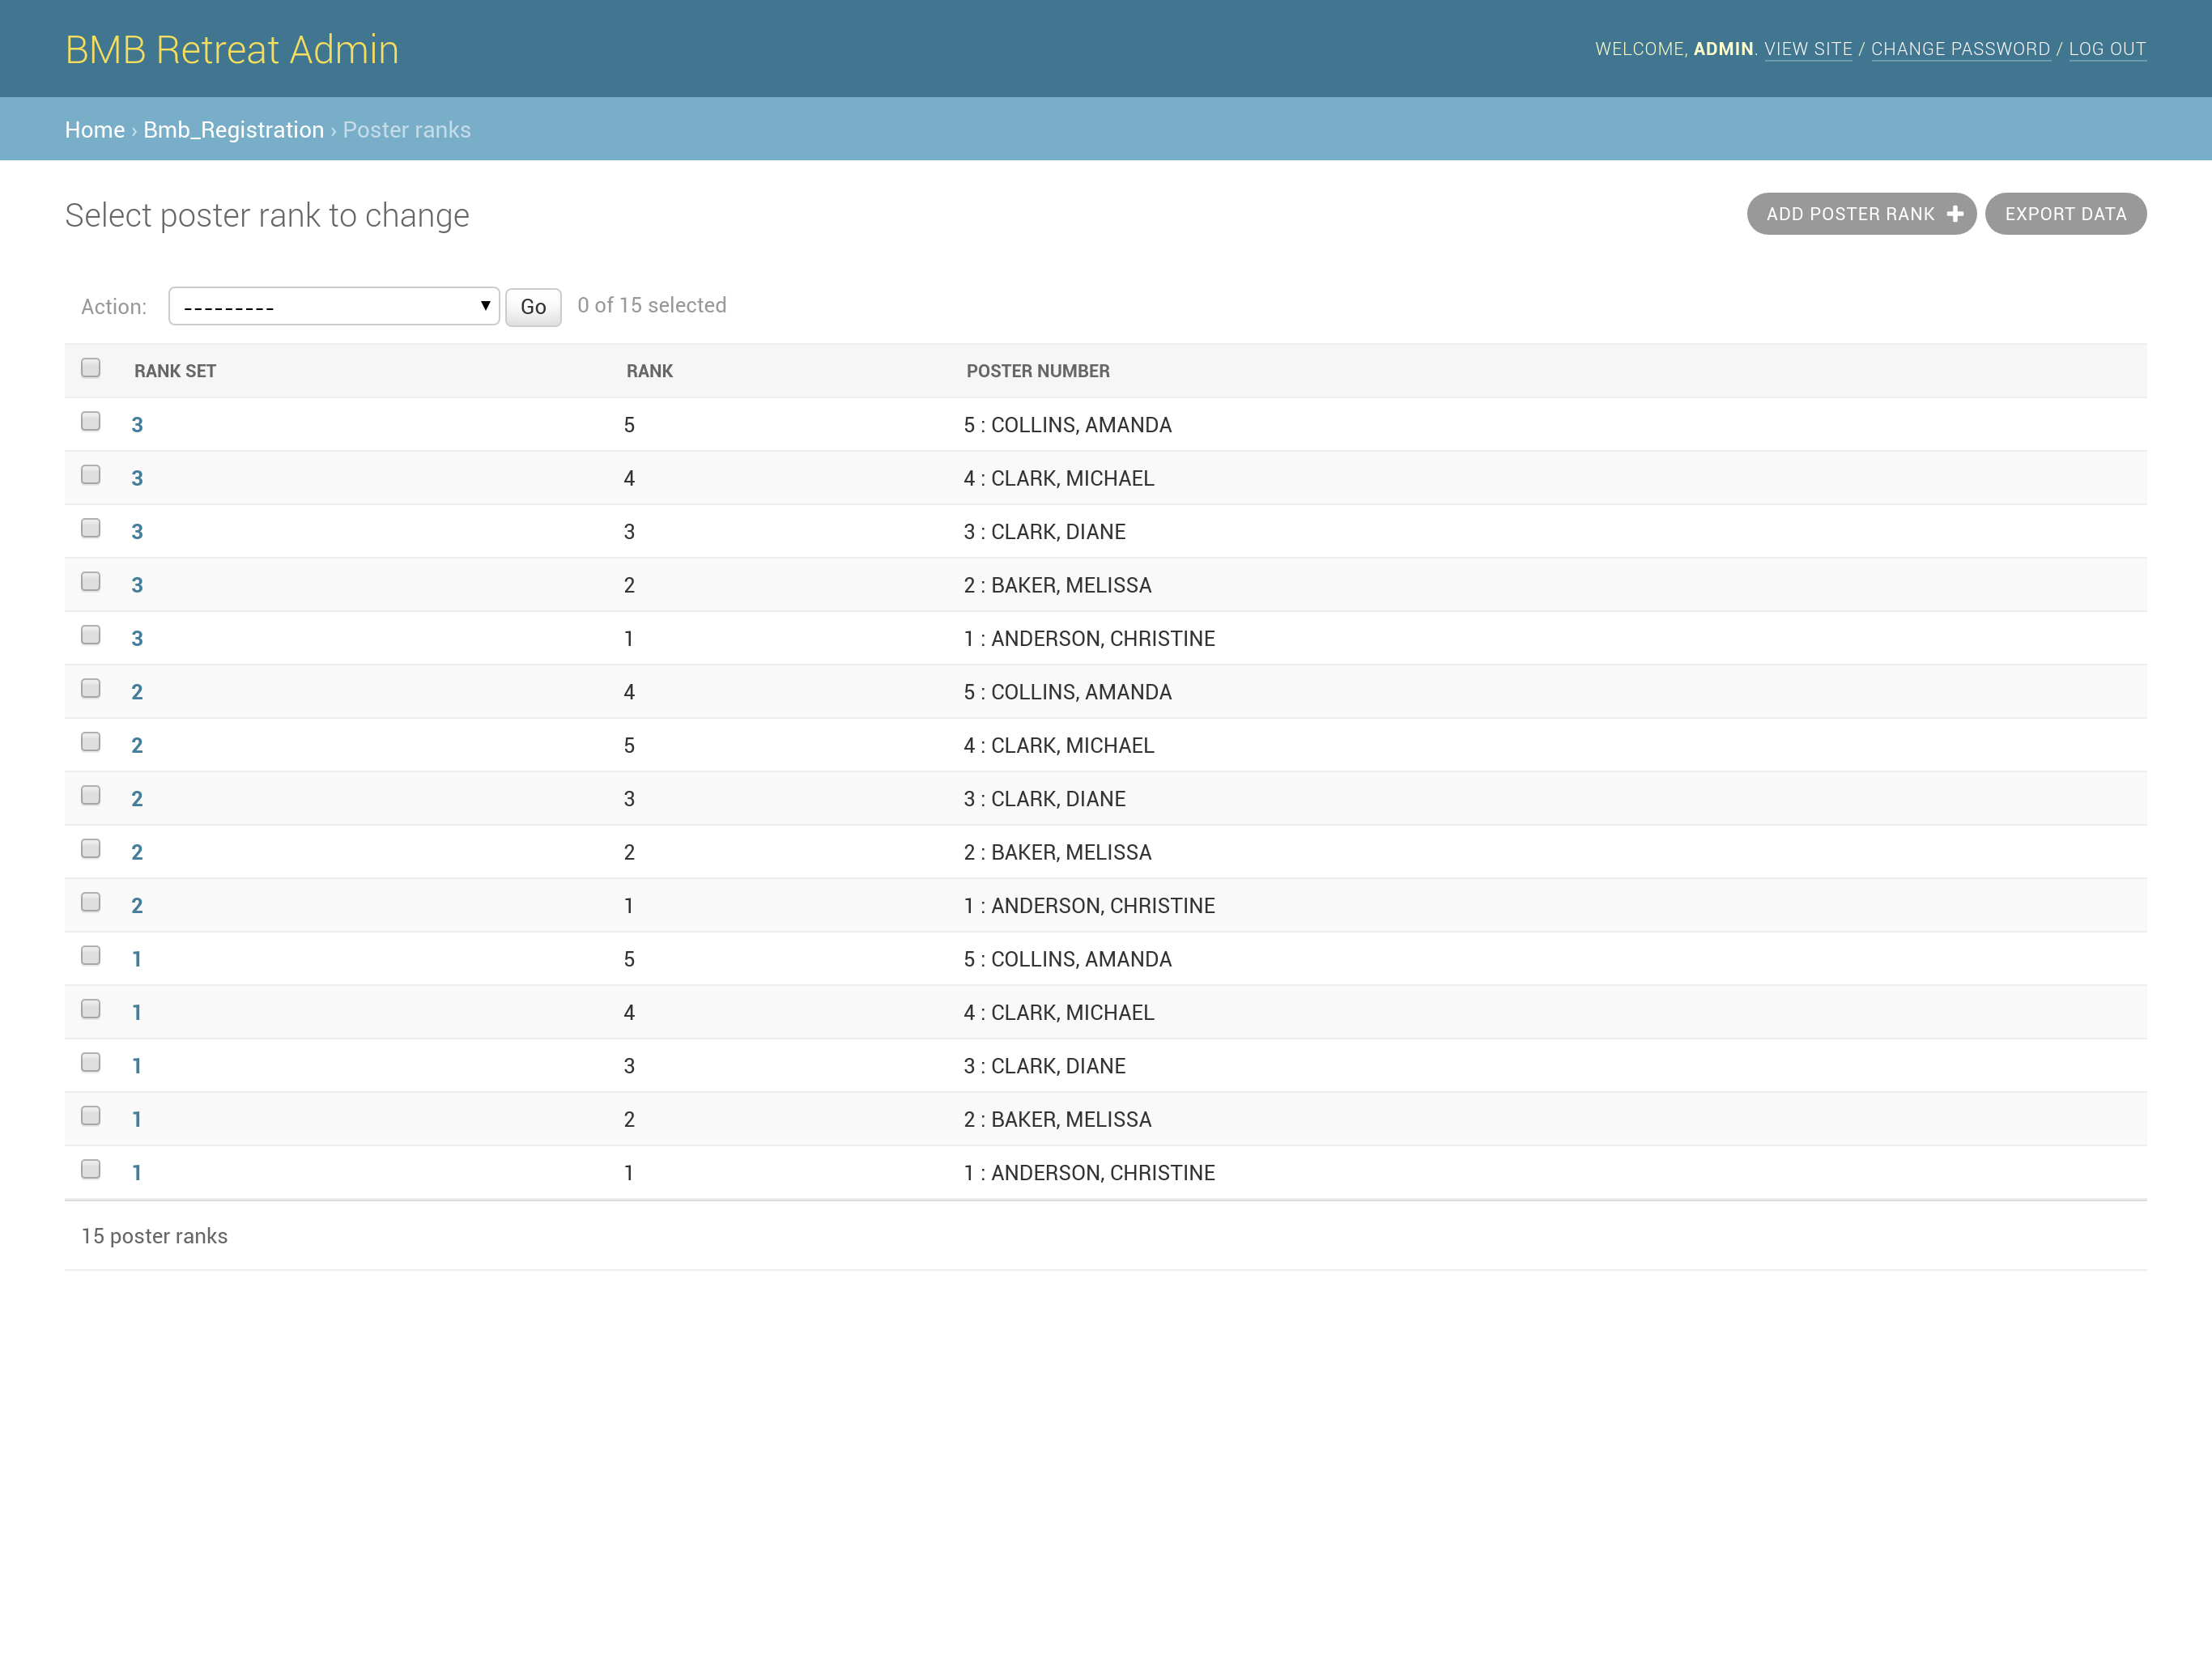 BMB Retreat Admin
WELCOME, ADMIN. VIEW SITE / CHANGE PASSWORD / LOG OUT
Home › Bmb_Registration › Poster ranks
Select poster rank to change
ADD POSTER RANK + EXPORT DATA
Action: --------- Go 0 of 15 selected
RANK SET RANK POSTER NUMBER
3 5 5 : COLLINS, AMANDA
3 4 4 : CLARK, MICHAEL
3 3 3 : CLARK, DIANE
3 2 2 : BAKER, MELISSA
3 1 1 : ANDERSON, CHRISTINE
2 4 5 : COLLINS, AMANDA
2 5 4 : CLARK, MICHAEL
2 3 3 : CLARK, DIANE
2 2 2 : BAKER, MELISSA
2 1 1 : ANDERSON, CHRISTINE
1 5 5 : COLLINS, AMANDA
1 4 4 : CLARK, MICHAEL
1 3 3 : CLARK, DIANE
1 2 2 : BAKER, MELISSA
1 1 1 : ANDERSON, CHRISTINE
15 poster ranks